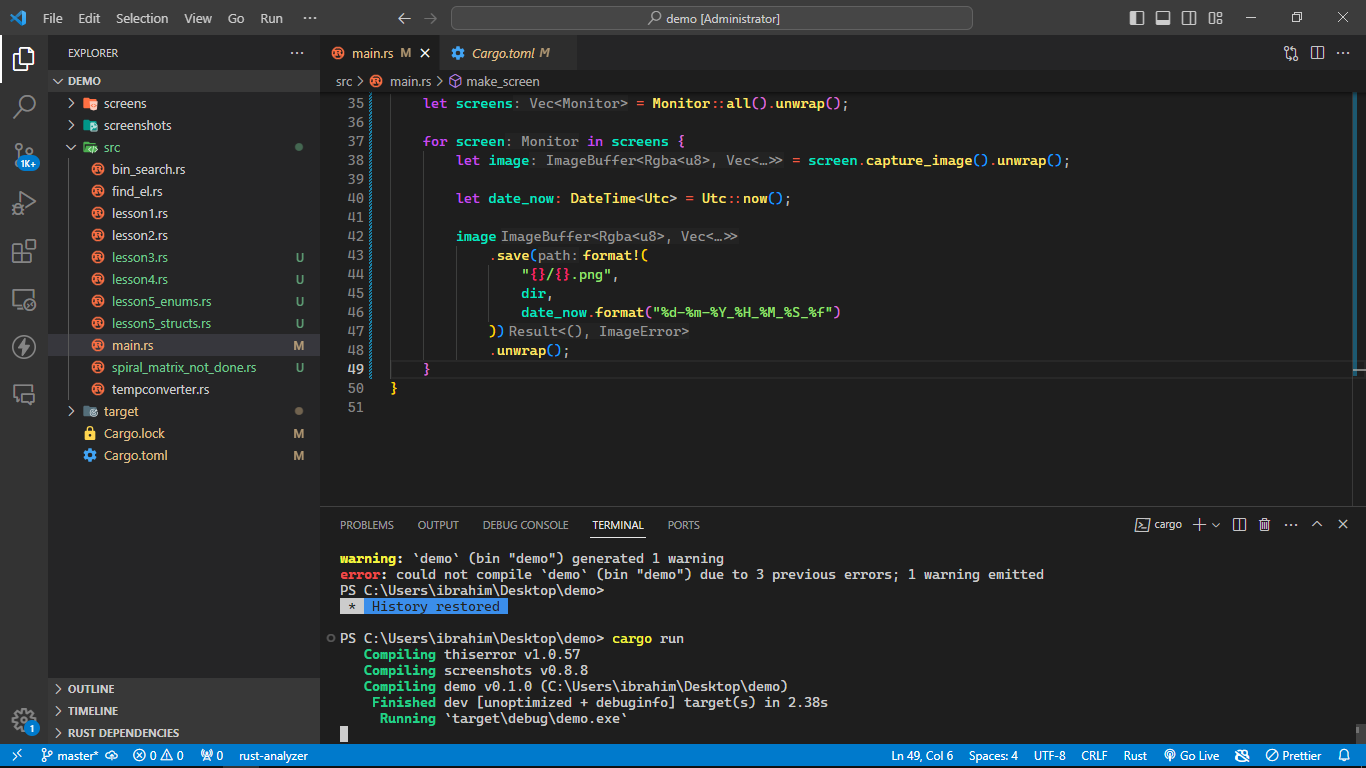 File Edit Selection View Go Run ···
demo [Administrator]
EXPLORER
DEMO
screens
screenshots
src
bin_search.rs
find_el.rs
lesson1.rs
lesson2.rs
lesson3.rs U
lesson4.rs U
lesson5_enums.rs U
lesson5_structs.rs U
main.rs M
spiral_matrix_not_done.rs U
tempconverter.rs
target
Cargo.lock M
Cargo.toml M
OUTLINE
TIMELINE
RUST DEPENDENCIES
1K+
1
main.rs M Cargo.toml M
src > main.rs > make_screen
35 let screens: Vec<Monitor> = Monitor::all().unwrap();
36
37 for screen: Monitor in screens {
38 let image: ImageBuffer<Rgba<u8>, Vec<…>> = screen.capture_image().unwrap();
39
40 let date_now: DateTime<Utc> = Utc::now();
41
42 image ImageBuffer<Rgba<u8>, Vec<…>>
43 .save(path: format!(
44 "{}/{}.png",
45 dir,
46 date_now.format("%d-%m-%Y_%H_%M_%S_%f")
47 )) Result<(), ImageError>
48 .unwrap();
49 }
50 }
51
PROBLEMS OUTPUT DEBUG CONSOLE TERMINAL PORTS
cargo
warning: `demo` (bin "demo") generated 1 warning
error: could not compile `demo` (bin "demo") due to 3 previous errors; 1 warning emitted
PS C:\Users\ibrahim\Desktop\demo>
* History restored
PS C:\Users\ibrahim\Desktop\demo> cargo run
Compiling thiserror v1.0.57
Compiling screenshots v0.8.8
Compiling demo v0.1.0 (C:\Users\ibrahim\Desktop\demo)
Finished dev [unoptimized + debuginfo] target(s) in 2.38s
Running `target\debug\demo.exe`
master* 0 0 0 rust-analyzer Ln 49, Col 6 Spaces: 4 UTF-8 CRLF Rust Go Live Prettier